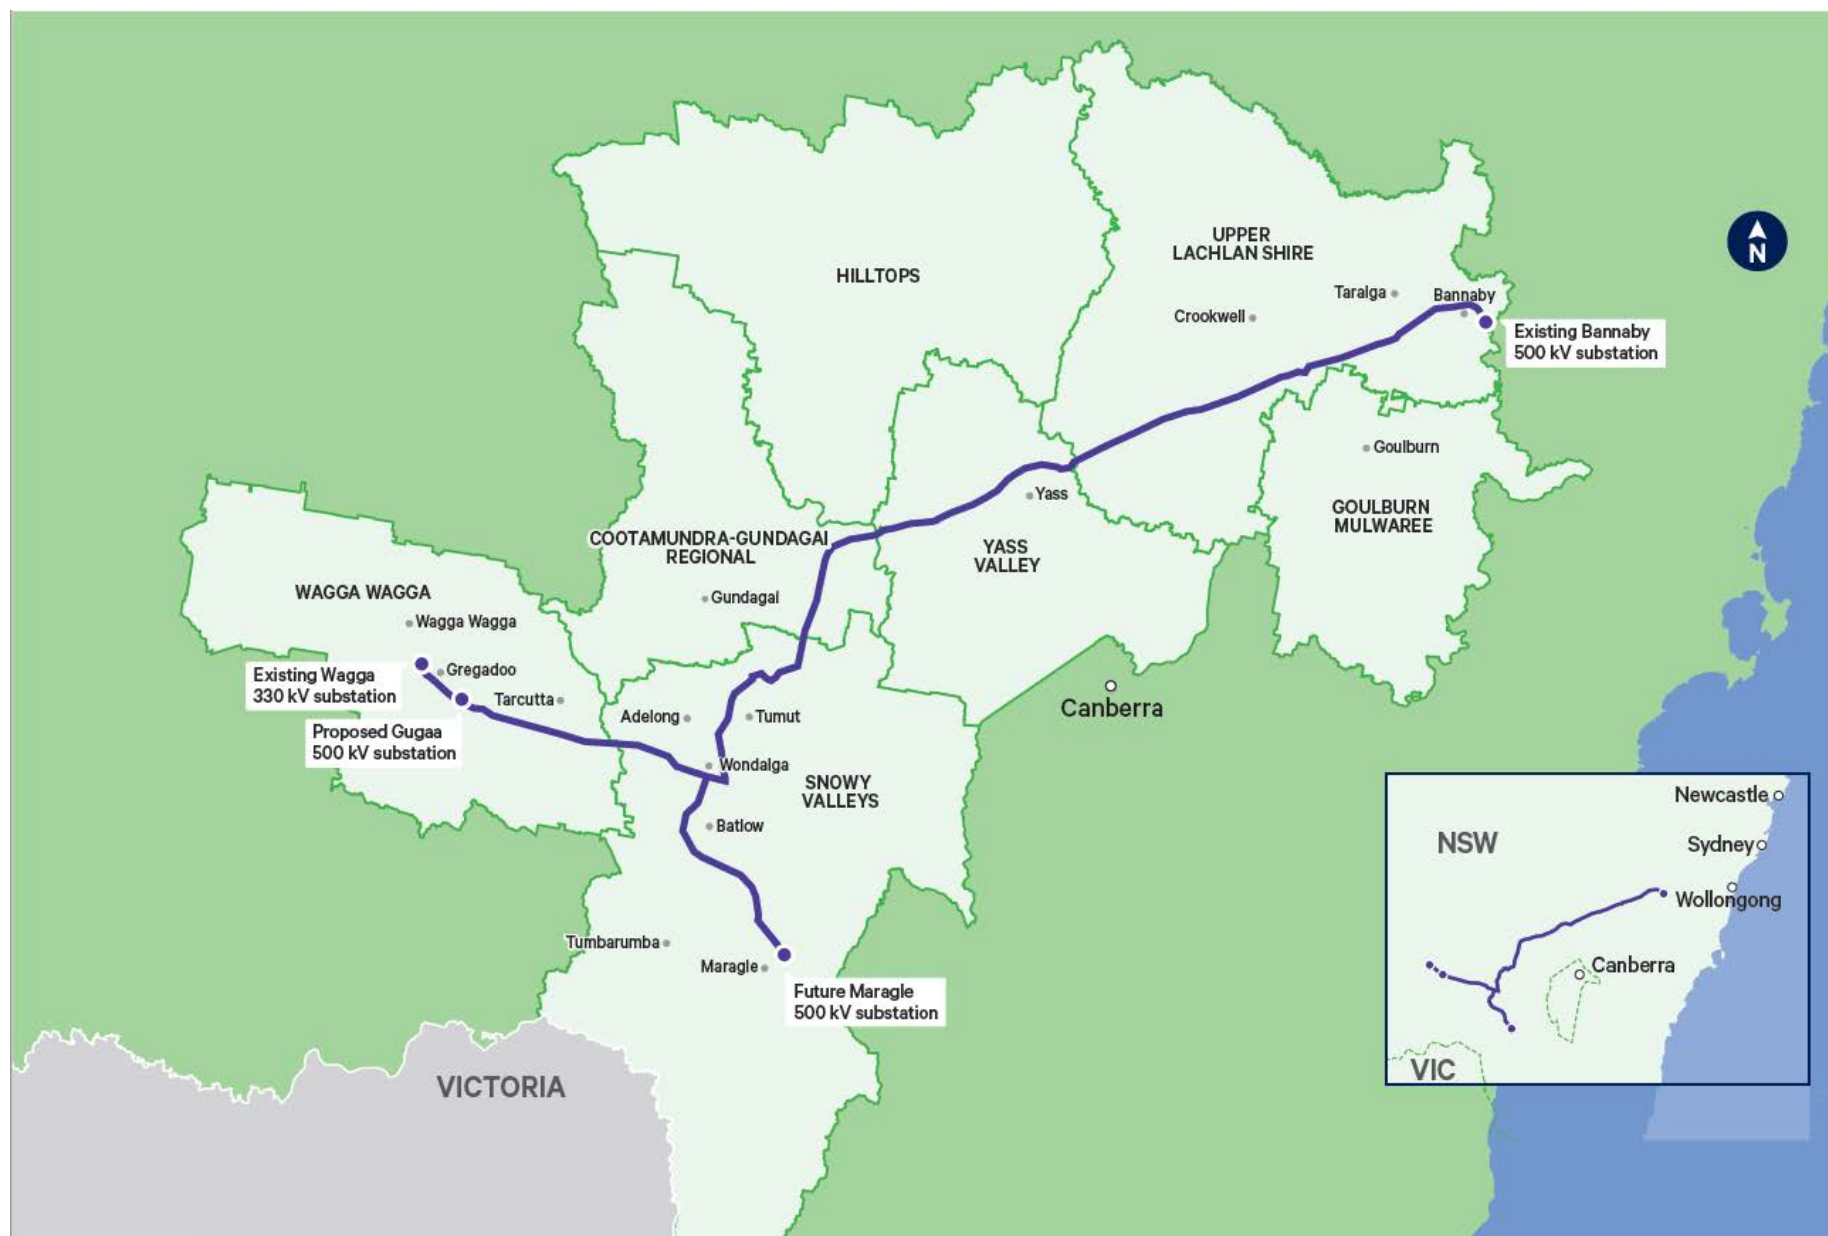 UPPER
LACHLAN SHIRE
HILLTOPS
Taralga
Bannaby
Crookwell
Existing Bannaby
500 kV substation
N
Goulburn
GOULBURN
MULWAREE
Yass
YASS
VALLEY
COOTAMUNDRA-GUNDAGAI
REGIONAL
Gundagai
WAGGA WAGGA
Wagga Wagga
Existing Wagga
330 kV substation
Gregadoo
Tarcutta
Proposed Gugaa
500 kV substation
Adelong
Tumut
Canberra
Wondalga
SNOWY
VALLEYS
Batlow
Tumbarumba
Maragle
Future Maragle
500 kV substation
VICTORIA
Newcastle
NSW
Sydney
Wollongong
Canberra
VIC